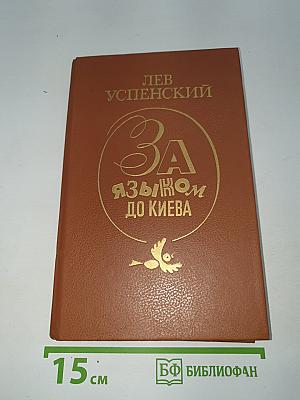 ЛЕВ
УСПЕНСКИЙ
ЗА
ЯЗЫКОМ
ДО КИЕВА
15 см
БФ БИБЛИОФАН